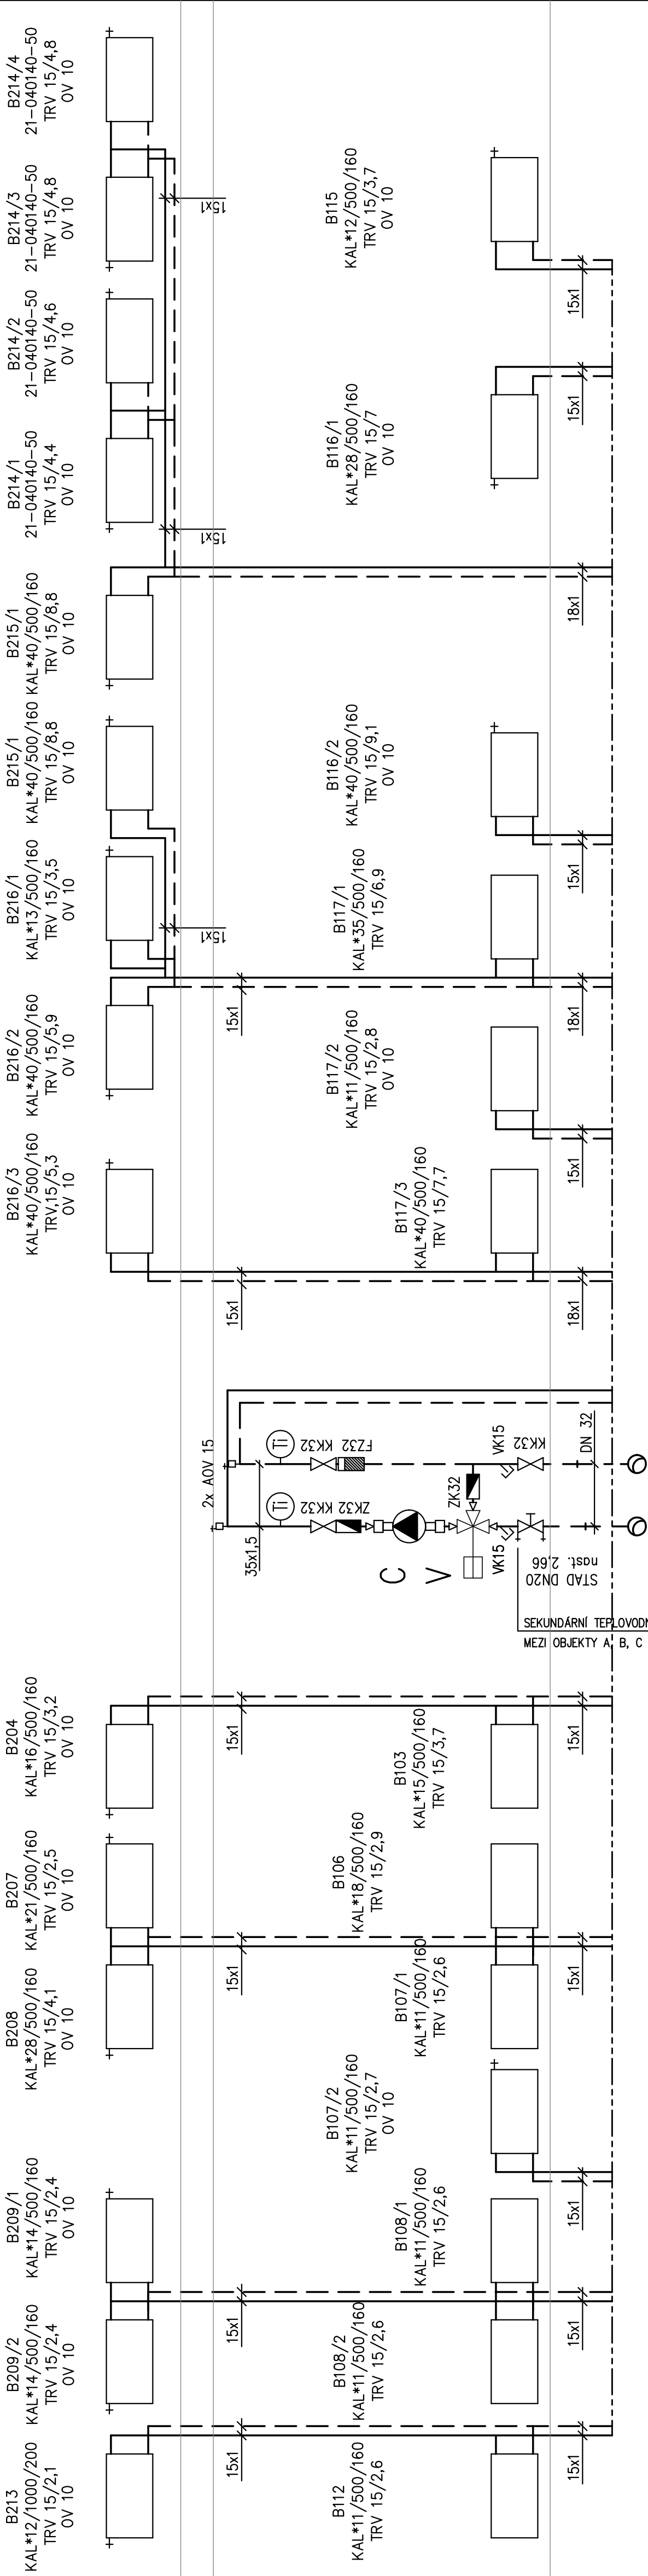 B213
KAL*12/1000/200
TRV 15/2,1
OV 10
B209/2
KAL*14/500/160
TRV 15/2,4
OV 10
B209/1
KAL*14/500/160
TRV 15/2,4
OV 10
B208
KAL*28/500/160
TRV 15/4,1
OV 10
B207
KAL*21/500/160
TRV 15/2,5
OV 10
B204
KAL*16/500/160
TRV 15/3,2
OV 10
B216/3
KAL*40/500/160
TRV,15/5,3
OV 10
B216/2
KAL*40/500/160
TRV 15/5,9
OV 10
B216/1
KAL*13/500/160
TRV 15/3,5
OV 10
B215/1
KAL*40/500/160
TRV 15/8,8
OV 10
B215/1
KAL*40/500/160
TRV 15/8,8
OV 10
B214/1
21-040140-50
TRV 15/4,4
OV 10
B214/2
21-040140-50
TRV 15/4,6
OV 10
B214/3
21-040140-50
TRV 15/4,8
OV 10
B214/4
21-040140-50
TRV 15/4,8
OV 10
15x1
15x1
15x1
15x1
15x1
15x1
15x1
15x1
15x1
2x AOV 15
35x1,5
Ti
Ti
ZK32 KK32
FZ32 KK32
C
V
ZK32
VK15
VK15
KK32
DN 32
STAD DN20
nast. 2,66
SEKUNDÁRNÍ TEPLOVODN
MEZI OBJEKTY A, B, C
B112
KAL*11/500/160
TRV 15/2,6
B108/2
KAL*11/500/160
TRV 15/2,6
B108/1
KAL*11/500/160
TRV 15/2,6
B107/2
KAL*11/500/160
TRV 15/2,7
OV 10
B107/1
KAL*11/500/160
TRV 15/2,6
B106
KAL*18/500/160
TRV 15/2,9
B103
KAL*15/500/160
TRV 15/3,7
B117/3
KAL*40/500/160
TRV 15/7,7
B117/2
KAL*11/500/160
TRV 15/2,8
OV 10
B117/1
KAL*35/500/160
TRV 15/6,9
B116/2
KAL*40/500/160
TRV 15/9,1
OV 10
B116/1
KAL*28/500/160
TRV 15/7
OV 10
B115
KAL*12/500/160
TRV 15/3,7
OV 10
15x1
15x1
15x1
15x1
15x1
18x1
15x1
18x1
15x1
18x1
15x1
15x1